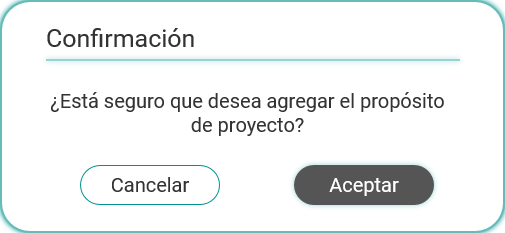 Confirmación
¿Está seguro que desea agregar el propósito
de proyecto?
Cancelar
Aceptar